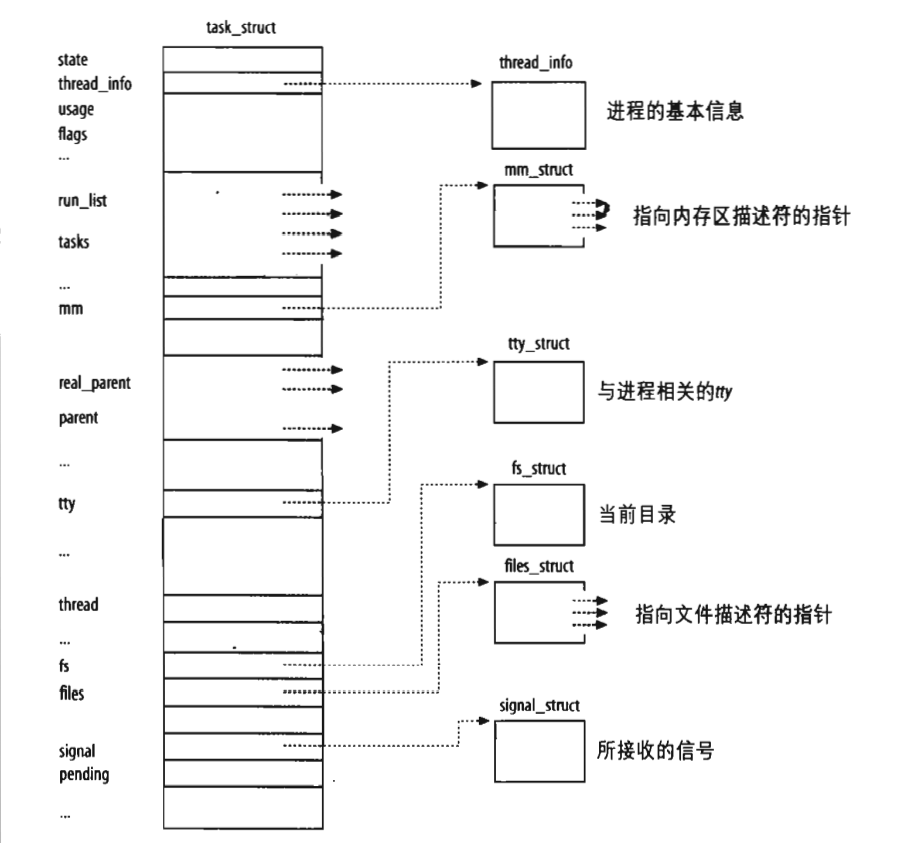 task_struct
state
thread_info
usage
flags
...
run_list
tasks
...
mm
real_parent
parent
...
tty
...
thread
...
fs
files
signal
pending
...
thread_info
进程的基本信息
mm_struct
指向内存区描述符的指针
tty_struct
与进程相关的tty
fs_struct
当前目录
files_struct
指向文件描述符的指针
signal_struct
所接收的信号